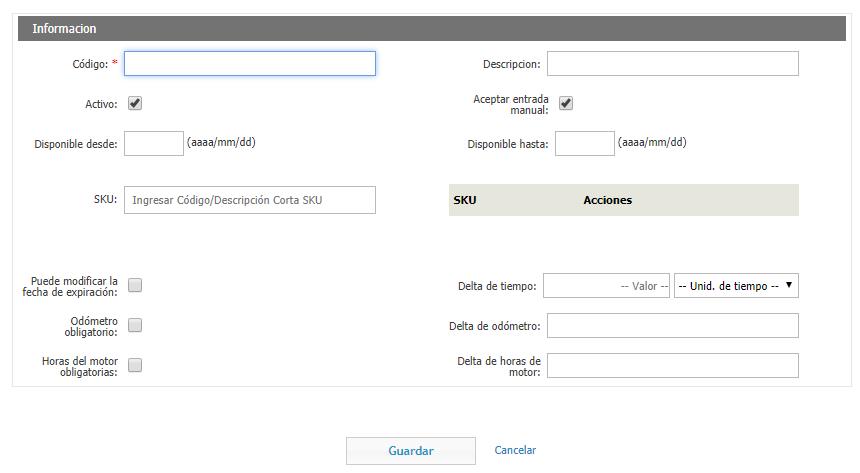 Informacion
Código: *
Descripcion:
Activo:
Aceptar entrada
manual:
Disponible desde: (aaaa/mm/dd)
Disponible hasta: (aaaa/mm/dd)
SKU: Ingresar Código/Descripción Corta SKU
SKU Acciones
Puede modificar la
fecha de expiración:
Delta de tiempo: -- Valor -- -- Unid. de tiempo --
Odómetro
obligatorio:
Delta de odómetro:
Horas del motor
obligatorias:
Delta de horas de
motor:
Guardar Cancelar